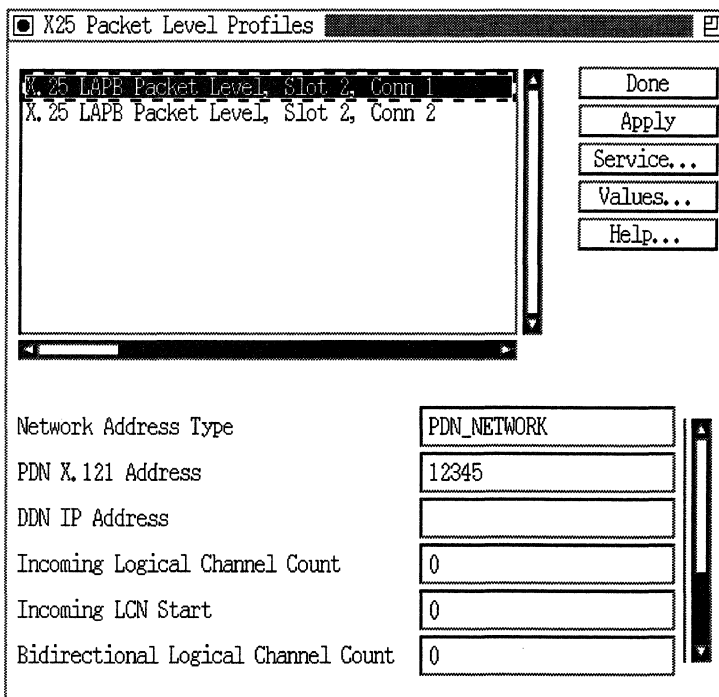 X25 Packet Level Profiles
X.25 LAPB Packet Level, Slot 2, Conn 1
X.25 LAPB Packet Level, Slot 2, Conn 2
Done
Apply
Service...
Values...
Help...
Network Address Type PDN_NETWORK
PDN X.121 Address 12345
DDN IP Address
Incoming Logical Channel Count 0
Incoming LCN Start 0
Bidirectional Logical Channel Count 0